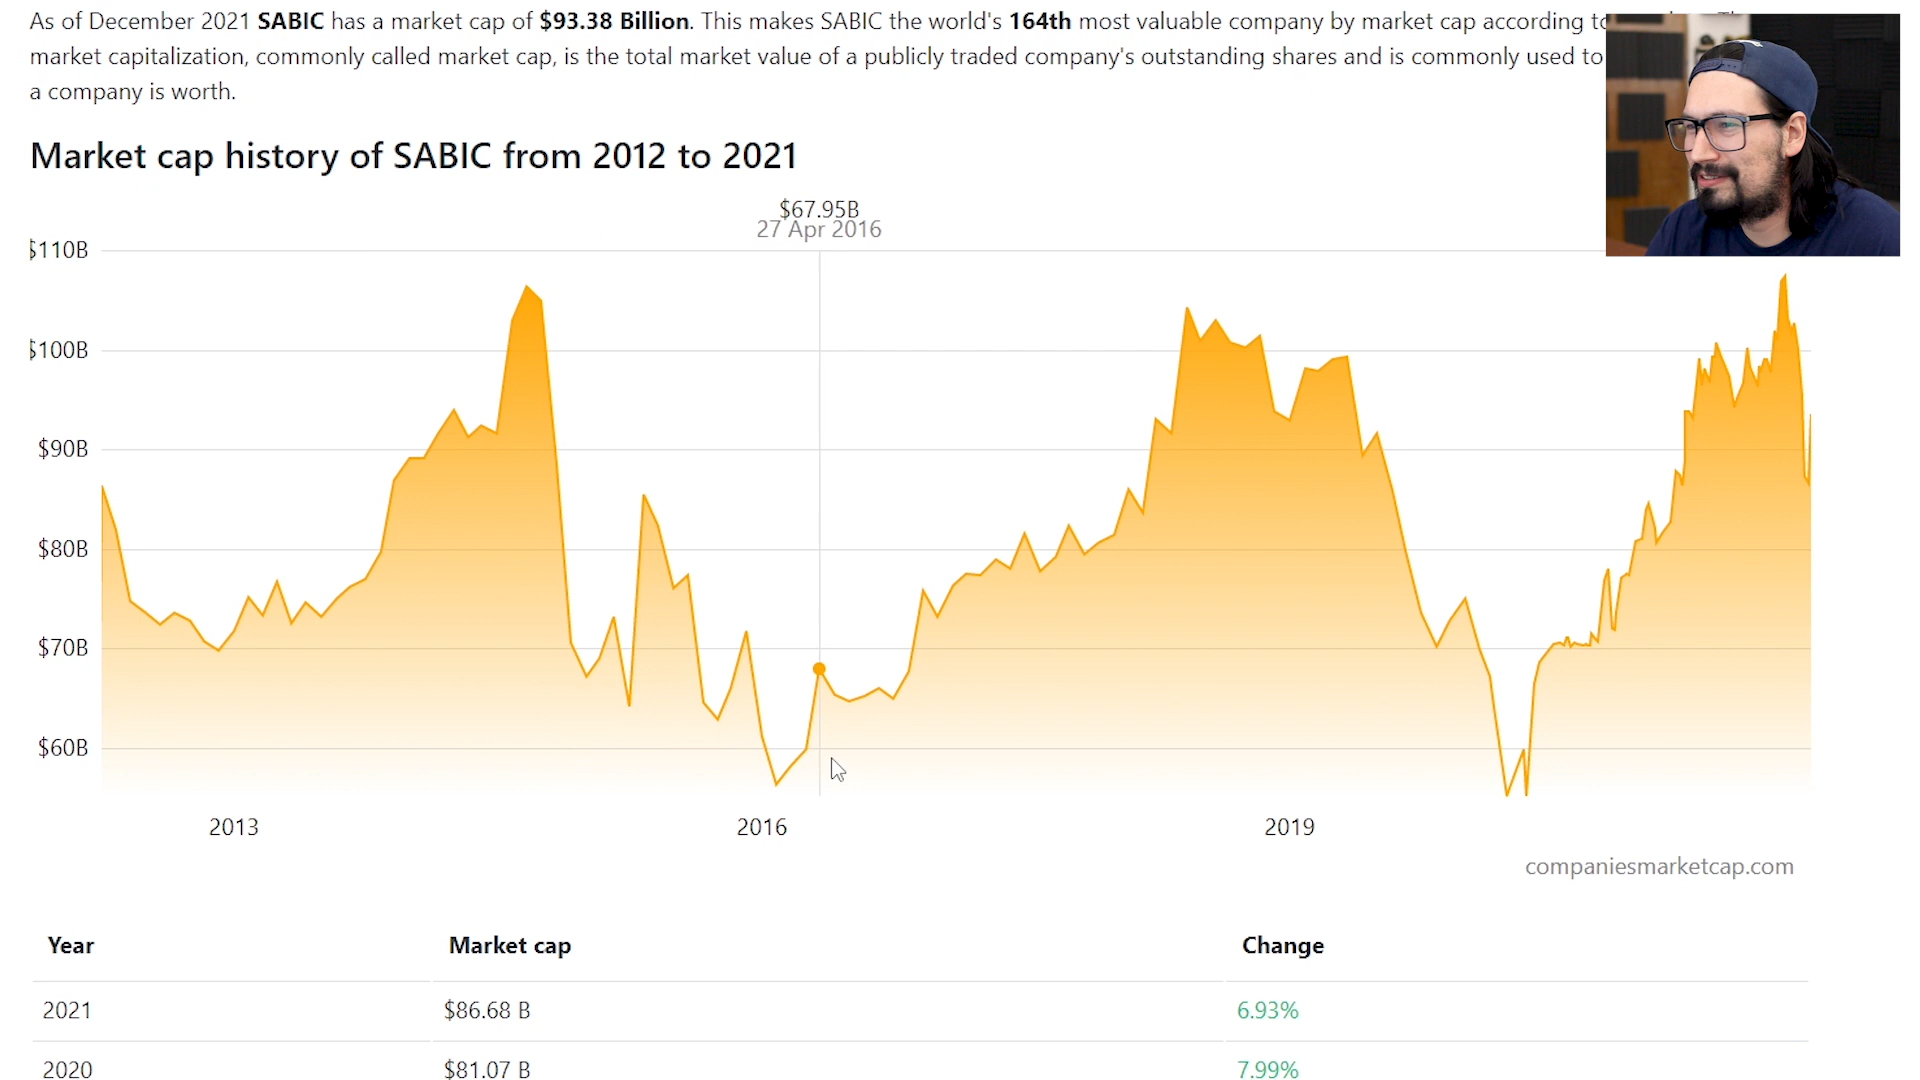 As of December 2021 SABIC has a market cap of $93.38 Billion. This makes SABIC the world's 164th most valuable company by market cap according to
market capitalization, commonly called market cap, is the total market value of a publicly traded company's outstanding shares and is commonly used to
a company is worth.
Market cap history of SABIC from 2012 to 2021
$67.95B
27 Apr 2016
$110B
$100B
$90B
$80B
$70B
$60B
2013 2016 2019
companiesmarketcap.com
Year Market cap Change
2021 $86.68 B 6.93%
2020 $81.07 B 7.99%